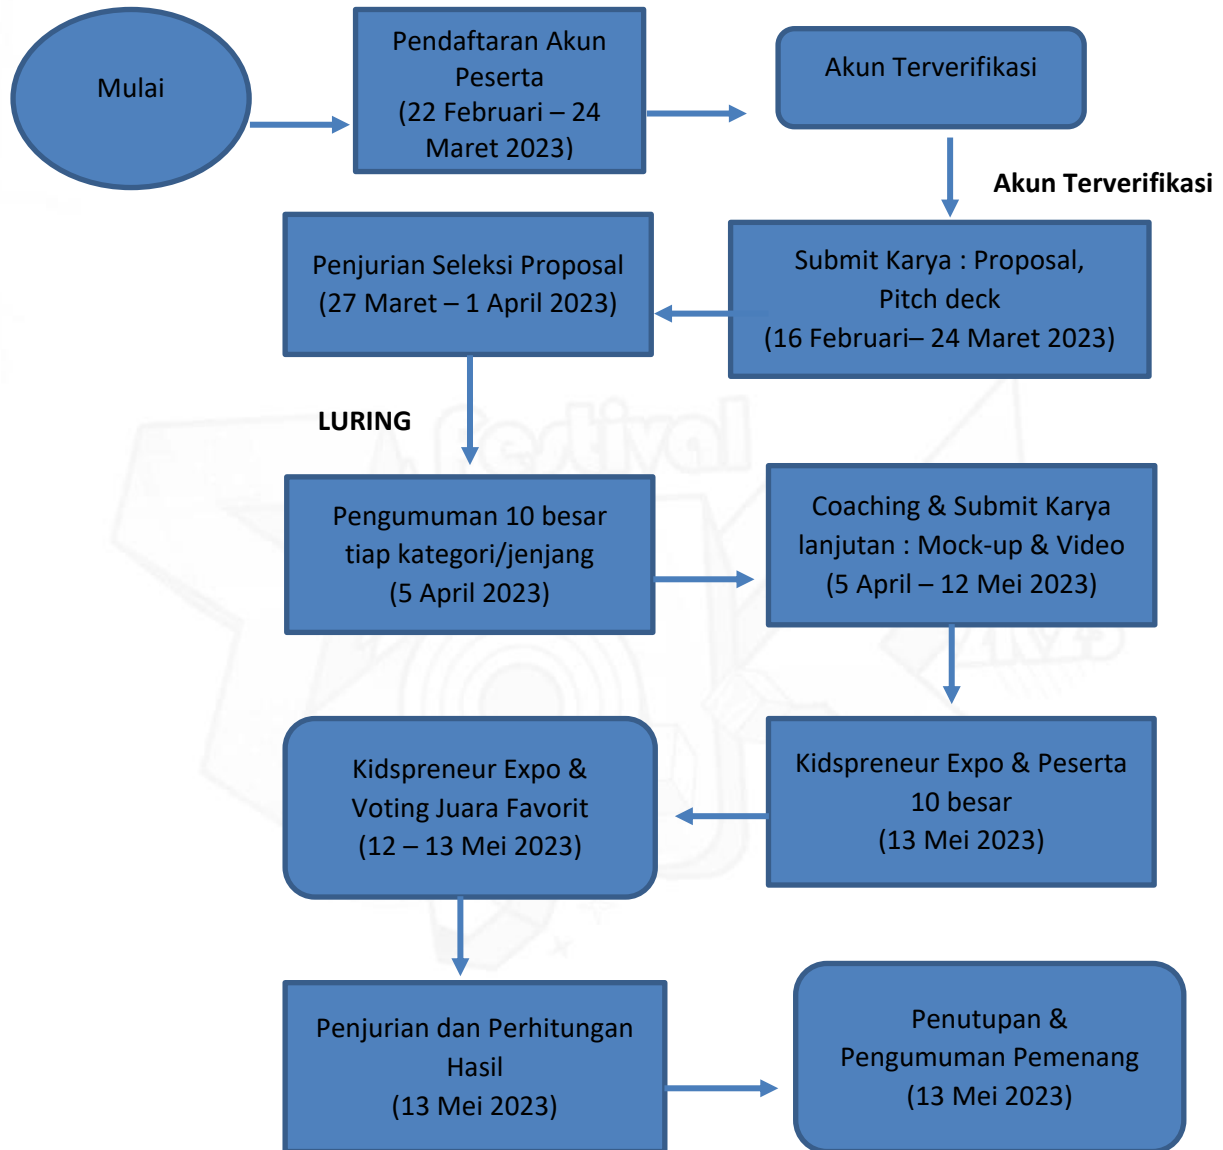 Mulai
Pendaftaran Akun
Peserta
(22 Februari – 24
Maret 2023)
Akun Terverifikasi
Akun Terverifikasi
Submit Karya : Proposal,
Pitch deck
(16 Februari– 24 Maret 2023)
Penjurian Seleksi Proposal
(27 Maret – 1 April 2023)
LURING
festival
Pengumuman 10 besar
tiap kategori/jenjang
(5 April 2023)
Coaching & Submit Karya
lanjutan : Mock-up & Video
(5 April – 12 Mei 2023)
Kidspreneur Expo & Peserta
10 besar
(13 Mei 2023)
Kidspreneur Expo &
Voting Juara Favorit
(12 – 13 Mei 2023)
Penjurian dan Perhitungan
Hasil
(13 Mei 2023)
Penutupan &
Pengumuman Pemenang
(13 Mei 2023)